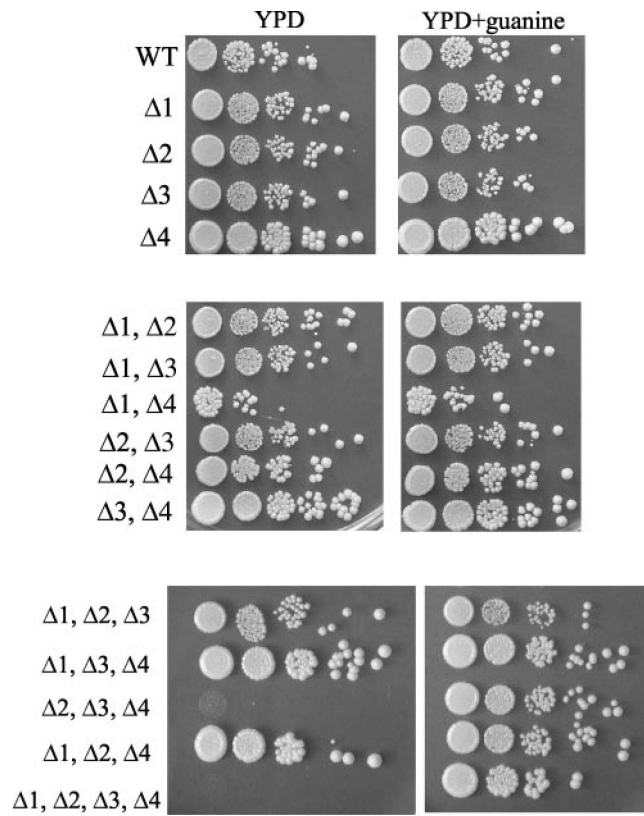 YPD YPD+guanine
WT
Δ1
Δ2
Δ3
Δ4
Δ1, Δ2
Δ1, Δ3
Δ1, Δ4
Δ2, Δ3
Δ2, Δ4
Δ3, Δ4
Δ1, Δ2, Δ3
Δ1, Δ3, Δ4
Δ2, Δ3, Δ4
Δ1, Δ2, Δ4
Δ1, Δ2, Δ3, Δ4